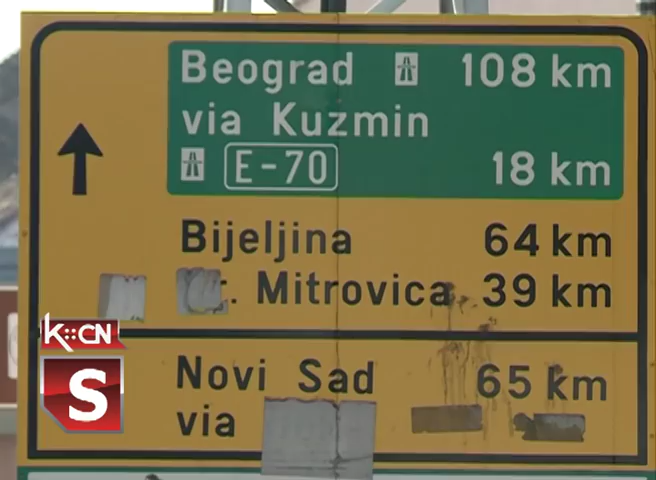 Beograd 108 km
via Kuzmin
E-70 18 km
Bijeljina 64 km
. Mitrovica 39 km
K::CN
S
Novi Sad 65 km
via